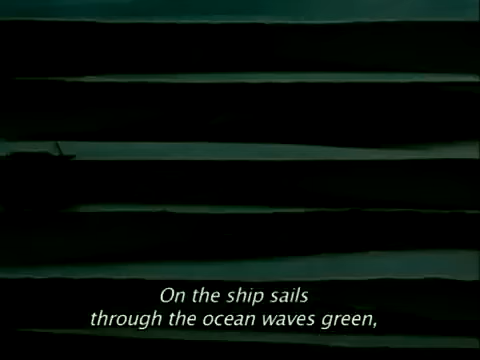 On the ship sails
through the ocean waves green,